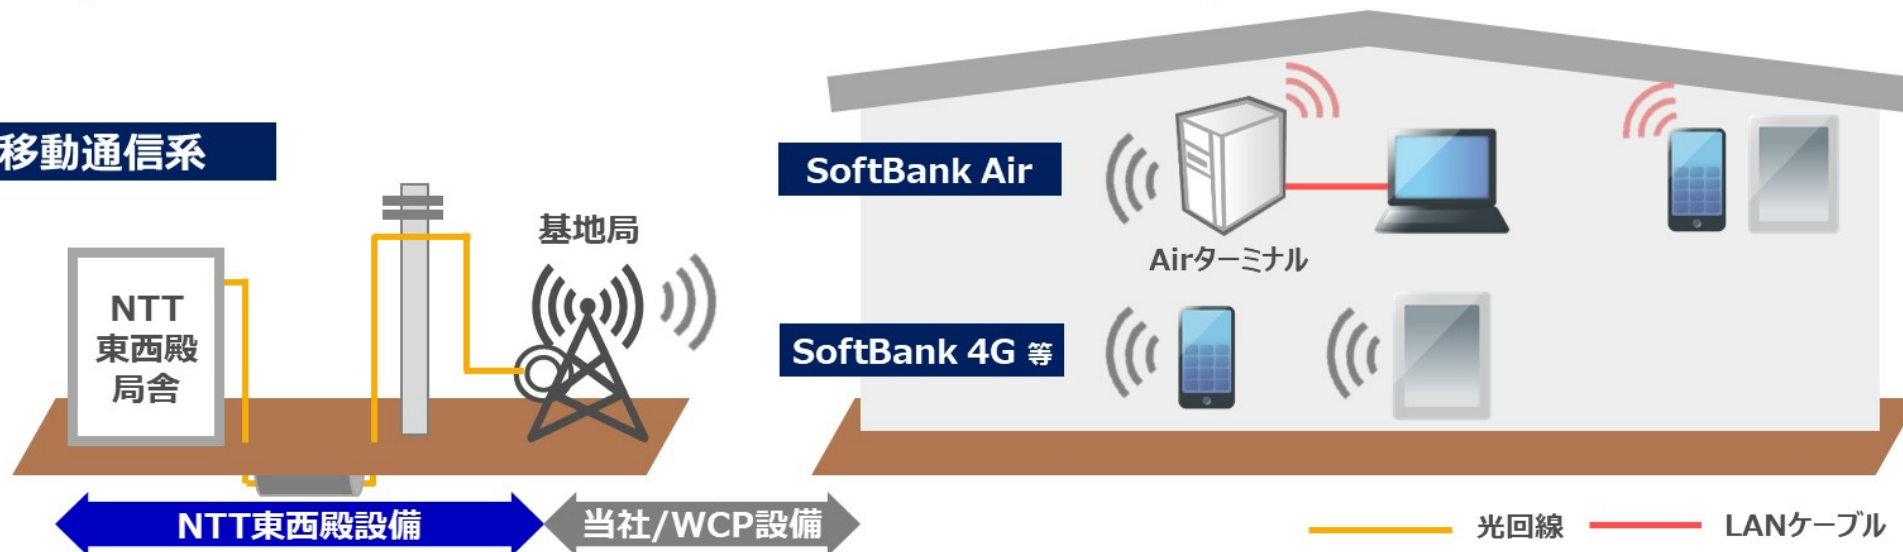 移動通信系
SoftBank Air
基地局
Airターミナル
NTT
東西殿
局舎
SoftBank 4G 等
NTT東西殿設備
当社/WCP設備
光回線
LANケーブル